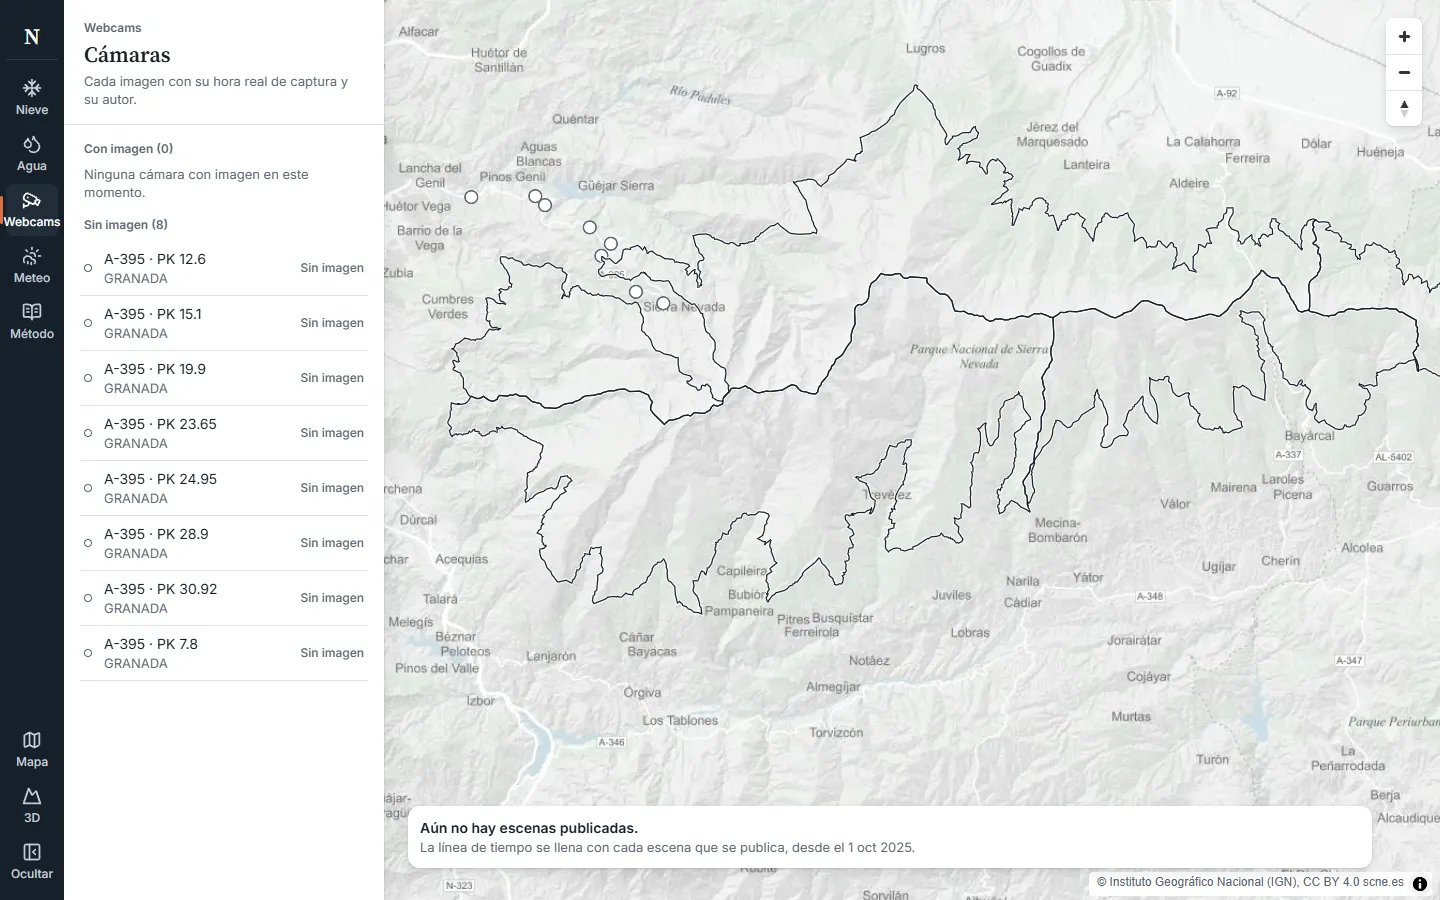 N
Nieve
Agua
Webcams
Meteo
Método
Mapa
3D
Ocultar
Webcams
Cámaras
Cada imagen con su hora real de captura y
su autor.
Con imagen (0)
Ninguna cámara con imagen en este
momento.
Sin imagen (8)
A-395 · PK 12.6
GRANADA
Sin imagen
A-395 · PK 15.1
GRANADA
Sin imagen
A-395 · PK 19.9
GRANADA
Sin imagen
A-395 · PK 23.65
GRANADA
Sin imagen
A-395 · PK 24.95
GRANADA
Sin imagen
A-395 · PK 28.9
GRANADA
Sin imagen
A-395 · PK 30.92
GRANADA
Sin imagen
A-395 · PK 7.8
GRANADA
Sin imagen
Alfacar
Huétor de
Santillán
Lugros
Cogollos de
Guadix
Río Padules
A-92
Quéntar
Jérez del
Marquesado
La Calahorra
Ferreira
Dólar
Huéneja
La
Aguas
Blancas
Pinos Genil
Lancha del
Genil
Lanteira
Aldeire
Güéjar Sierra
Huétor Vega
Barrio de la
Vega
Zubia
Cumbres
Verdes
Sierra Nevada
Parque Nacional de Sierra
Nevada
Bayárcal
A-337
AL-5402
Laroles
Mairena
Picena
Guarros
Trevélez
Válor
Mecina-
Bombarón
rchena
Dúrcal
char
Acequias
Alcolea
Cherín
Ugíjar
Yátor
Narila
Cádiar
A-348
Juviles
Capileira
Bubión
Pampaneira
Pitres
Busquístar
Ferreirola
Talará
Melegís
Béznar
Peloteos
Pinos del Valle
Cáñar
Bayacas
Lanjarón
Lobras
Jorairátar
Notáez
A-347
Cojáyar
Almegíjar
Órgiva
Izbor
Los Tablones
Murtas
Torvizcón
A-346
Parque Periurban
Turón
La
Peñarrodada
Berja
Alcaudique
ájar-
Aún no hay escenas publicadas.
La línea de tiempo se llena con cada escena que se publica, desde el 1 oct 2025.
N-323
Sorvilán
© Instituto Geográfico Nacional (IGN), CC BY 4.0 scne.es